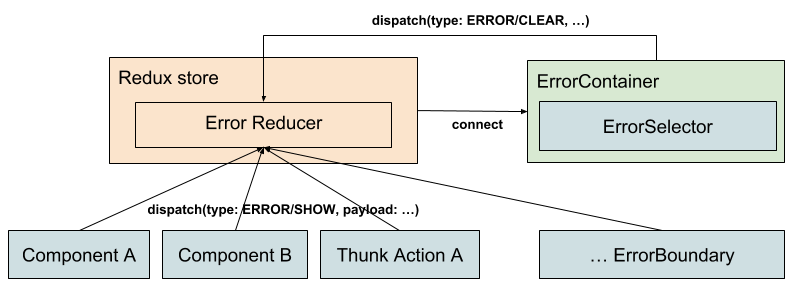 dispatch(type: ERROR/CLEAR, …)
Redux store
ErrorContainer
Error Reducer
connect
ErrorSelector
dispatch(type: ERROR/SHOW, payload: …)
Component A
Component B
Thunk Action A
… ErrorBoundary